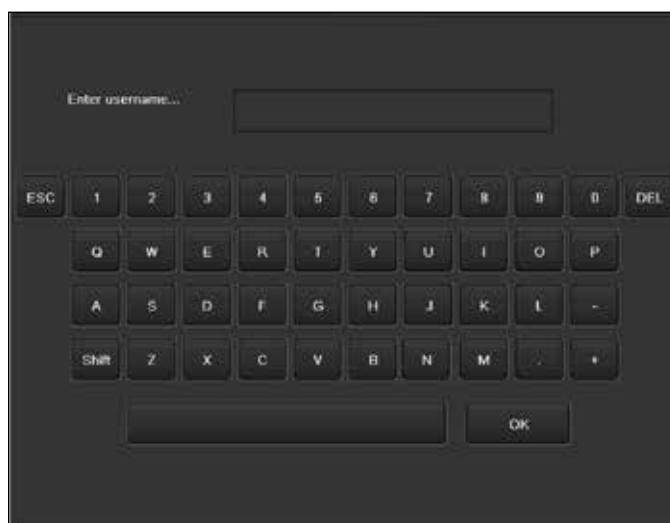 Enter username...
ESC 1 2 3 4 5 6 7 8 9 0 DEL
Q W E R T Y U I O P
A S D F G H J K L -
Shift Z X C V B N M . +
OK